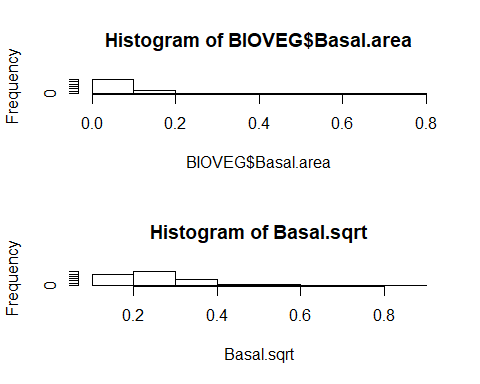 Histogram of BIOVEG$Basal.area
Frequency
0
0.0 0.2 0.4 0.6 0.8
BIOVEG$Basal.area
Histogram of Basal.sqrt
Frequency
0
0.2 0.4 0.6 0.8
Basal.sqrt